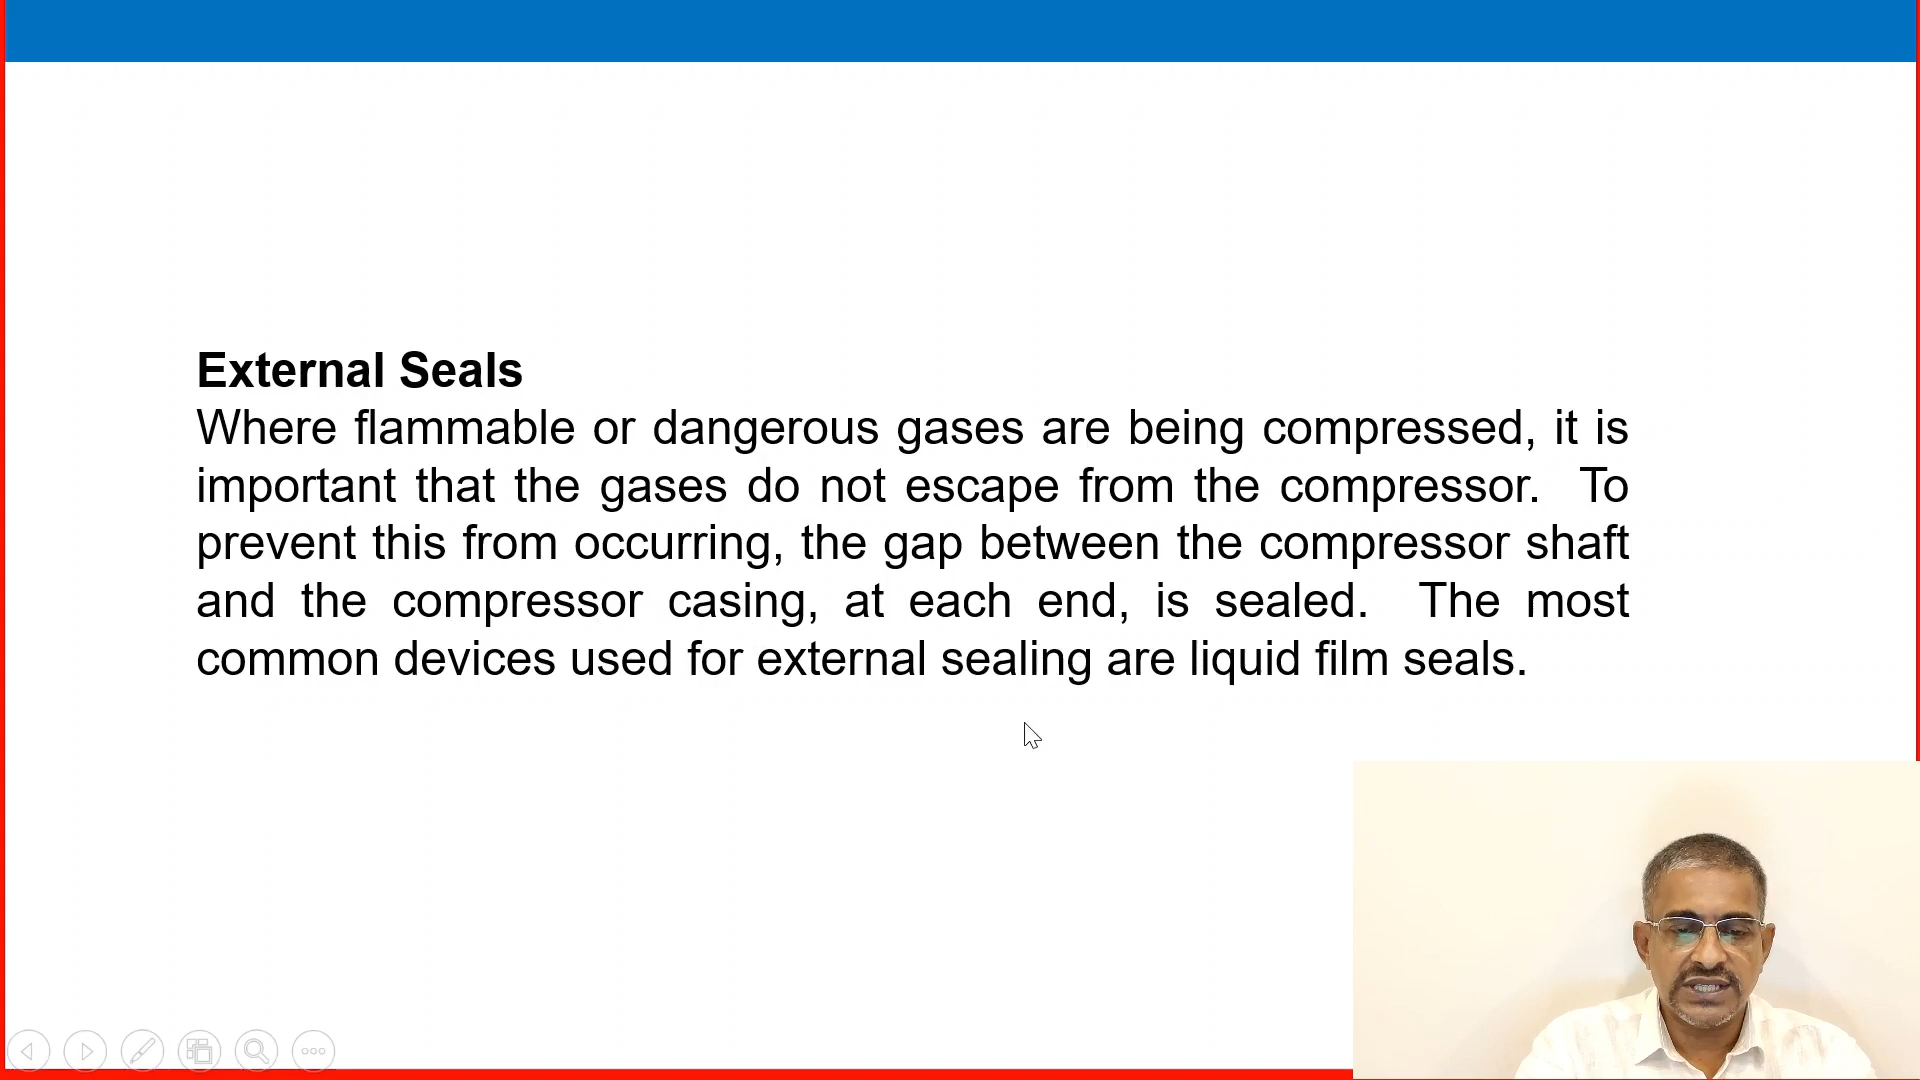 External Seals
Where flammable or dangerous gases are being compressed, it is
important that the gases do not escape from the compressor.  To
prevent this from occurring, the gap between the compressor shaft
and the compressor casing, at each end, is sealed.  The most
common devices used for external sealing are liquid film seals.